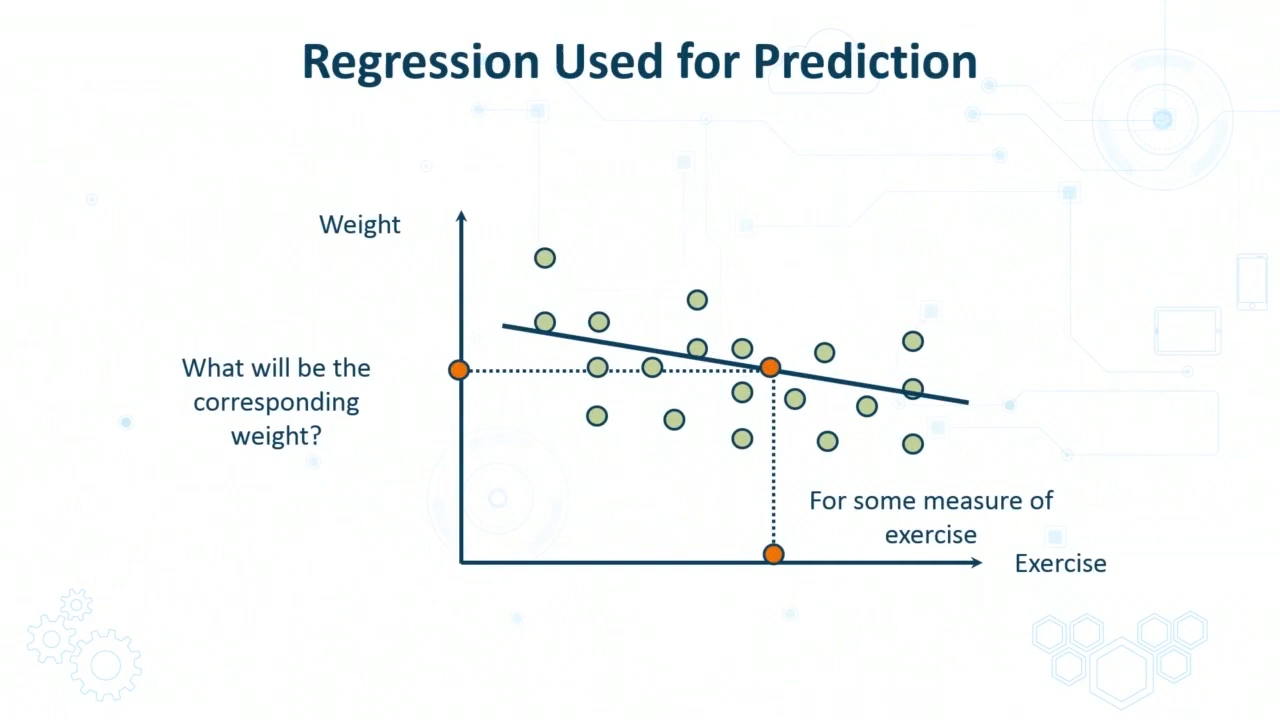 Regression Used for Prediction
Weight
What will be the
corresponding
weight?
For some measure of
exercise
Exercise